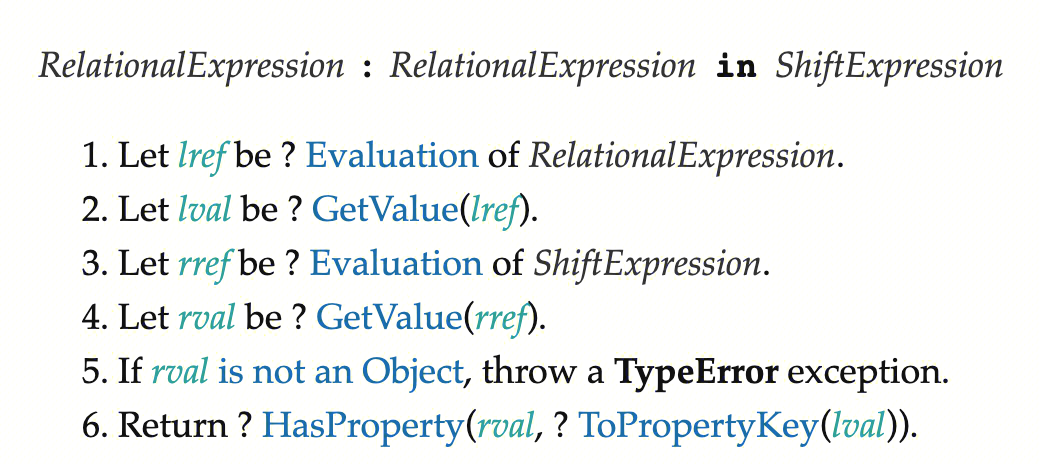 RelationalExpression : RelationalExpression in ShiftExpression
1. Let lref be ? Evaluation of RelationalExpression.
2. Let lval be ? GetValue(lref).
3. Let rref be ? Evaluation of ShiftExpression.
4. Let rval be ? GetValue(rref).
5. If rval is not an Object, throw a TypeError exception.
6. Return ? HasProperty(rval, ? ToPropertyKey(lval)).